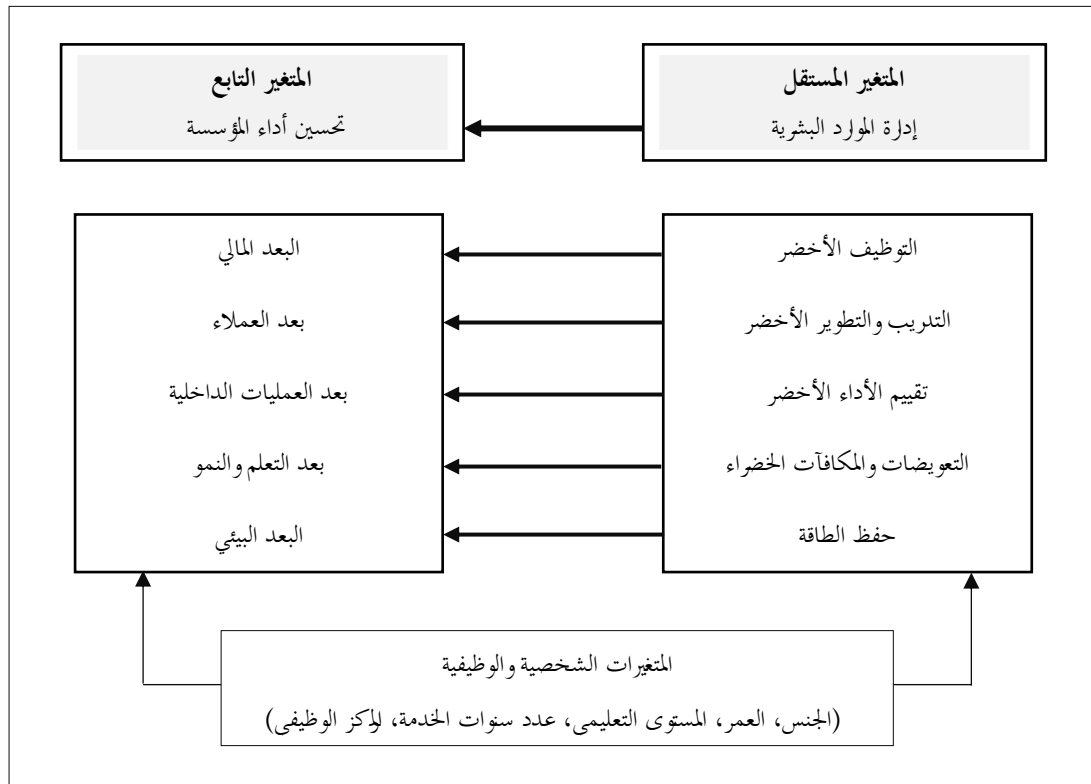 المتغير المستقل
إدارة الموارد البشرية
المتغير التابع
تحسين أداء المؤسسة
التوظيف الأخضر
البعد المالي
التدريب والتطوير الأخضر
بعد العملاء
تقييم الأداء الأخضر
بعد العمليات الداخلية
التعويضات والمكافآت الخضراء
بعد التعلم والنمو
حفظ الطاقة
البعد البيئي
المتغيرات الشخصية والوظيفية
(الجنس، العمر، المستوى التعليمي، عدد سنوات الخدمة، المركز الوظيفي)